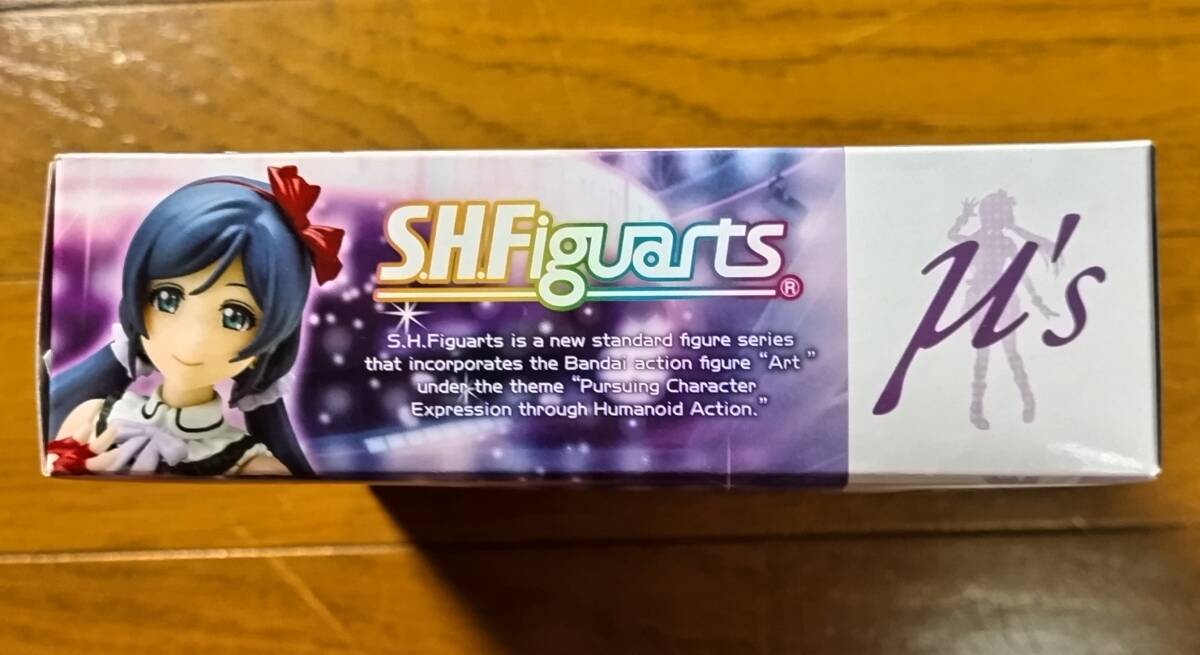 S.H.Figuarts®
S.H.Figuarts is a new standard figure series
that incorporates the Bandai action figure “Art ”
under the theme “Pursuing Character
Expression through Humanoid Action.”
μ's